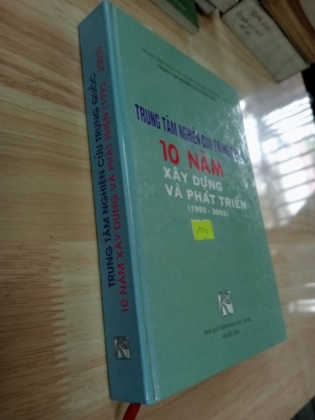 TRUNG TÂM NGHIÊN CỨU TRUNG QUỐC
10 NĂM XÂY DỰNG VÀ PHÁT TRIỂN (1993 - 2003)
TRUNG TÂM NGHIÊN CỨU TRUNG
10 NĂM
XÂY DỰNG
VÀ PHÁT TRIỂN
(1993 - 2003)